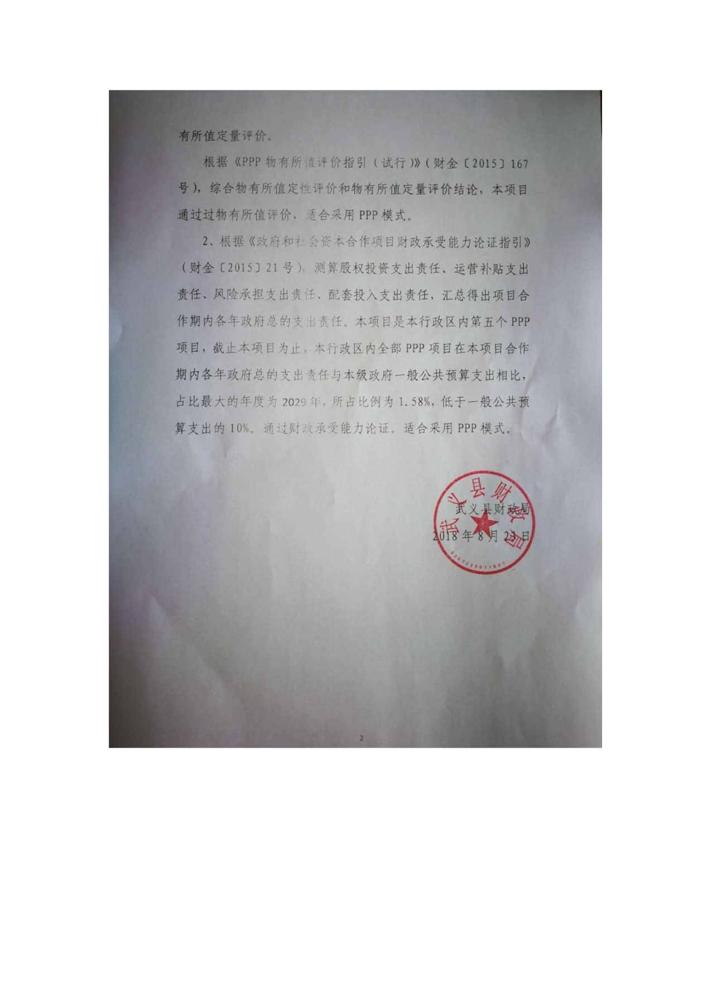 有所值定量评价。
根据《PPP 物有所值评价指引（试行）》（财金〔2015〕167
号），综合物有所值定性评价和物有所值定量评价结论，本项目
通过过物有所值评价，适合采用 PPP 模式。
2、根据《政府和社会资本合作项目财政承受能力论证指引》
（财金〔2015〕21 号），测算股权投资支出责任、运营补贴支出
责任、风险承担支出责任、配套投入支出责任，汇总得出项目合
作期内各年政府总的支出责任。本项目是本行政区内第五个 PPP
项目，截止本项目为止，本行政区内全部 PPP 项目在本项目合作
期内各年政府总的支出责任与本级政府一般公共预算支出相比，
占比最大的年度为 2029 年，所占比例为 1.58%，低于一般公共预
算支出的 10%。通过财政承受能力论证。适合采用 PPP 模式。
武义县财政局
武义县财政局
2018 年 8 月 23 日
3307230011641
2